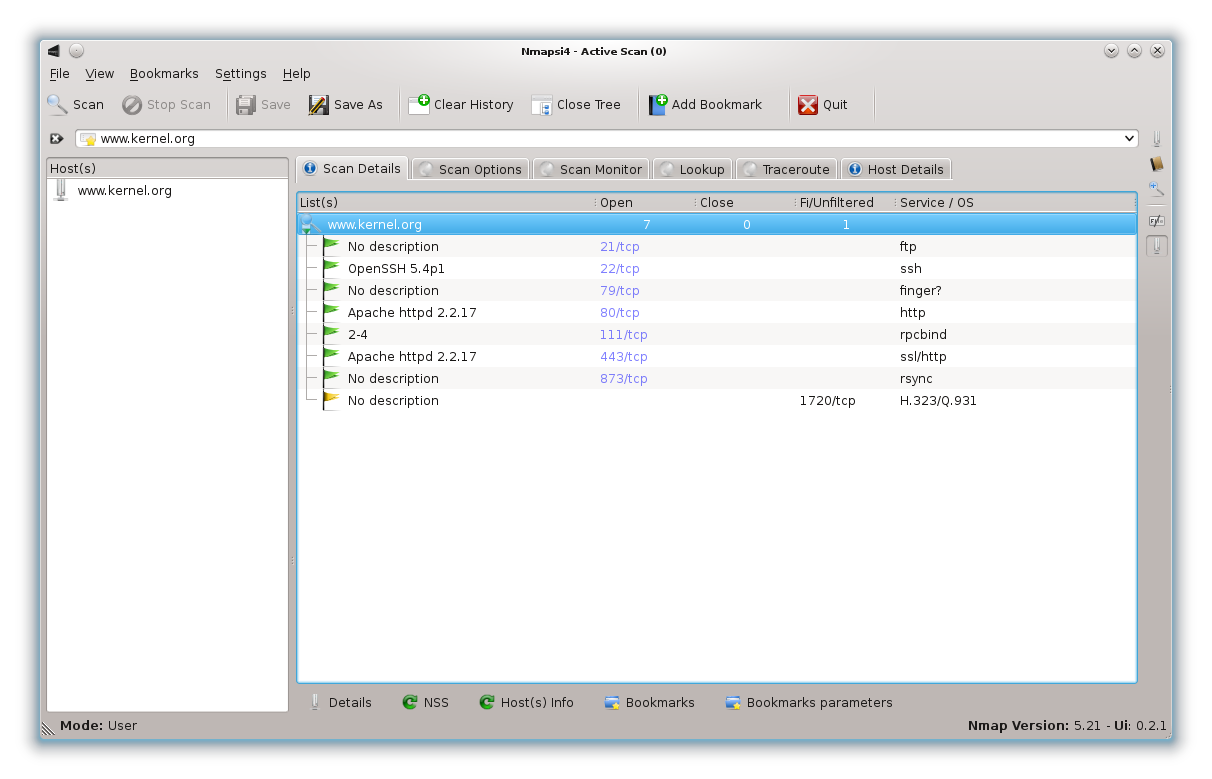 Nmapsi4 - Active Scan (0)
File View Bookmarks Settings Help
Scan Stop Scan Save Save As Clear History Close Tree Add Bookmark Quit
www.kernel.org
Host(s)
www.kernel.org
Scan Details Scan Options Scan Monitor Lookup Traceroute Host Details
List(s) Open Close Fi/Unfiltered Service / OS
www.kernel.org 7 0 1
No description 21/tcp ftp
OpenSSH 5.4p1 22/tcp ssh
No description 79/tcp finger?
Apache httpd 2.2.17 80/tcp http
2-4 111/tcp rpcbind
Apache httpd 2.2.17 443/tcp ssl/http
No description 873/tcp rsync
No description 1720/tcp H.323/Q.931
Details NSS Host(s) Info Bookmarks Bookmarks parameters
Mode: User
Nmap Version: 5.21 - Ui: 0.2.1